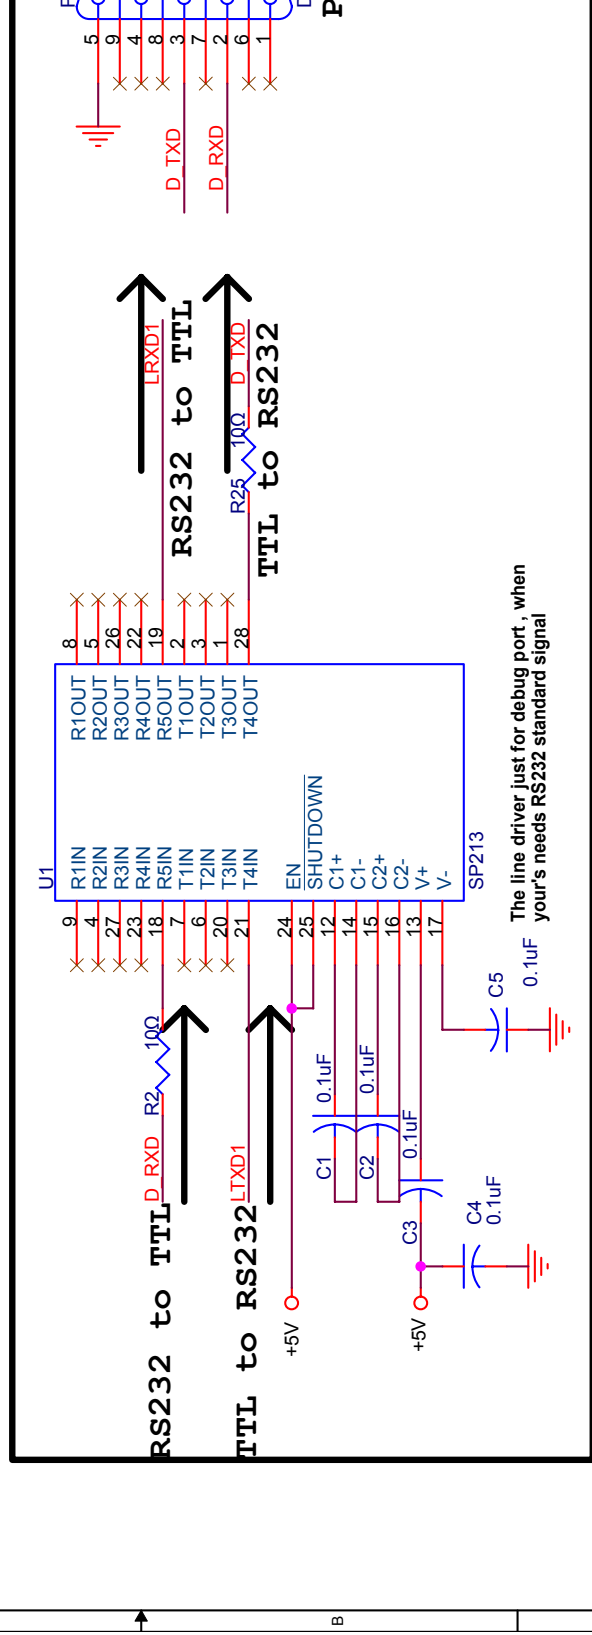 5
9
4
8
3
7
2
6
1
D_TXD
D_RXD
LRXD1
RS232 to TTL
D_TXD
10Ω
R25
TTL to RS232
8
5
26
22
19
2
3
1
28
R1OUT
R2OUT
R3OUT
R4OUT
R5OUT
T1OUT
T2OUT
T3OUT
T4OUT
U1
R1IN
R2IN
R3IN
R4IN
R5IN
T1IN
T2IN
T3IN
T4IN
EN
SHUTDOWN
C1+
C1-
C2+
C2-
V+
V-
SP213
9
4
27
23
18
7
6
20
21
24
25
12
14
15
16
13
17
The line driver just for debug port , when
your's needs RS232 standard signal
10Ω
R2
D_RXD
RS232 to TTL
LTXD1
TTL to RS232
+5V
C1
0.1uF
C2
0.1uF
C3
0.1uF
C4
0.1uF
C5
0.1uF
+5V
B